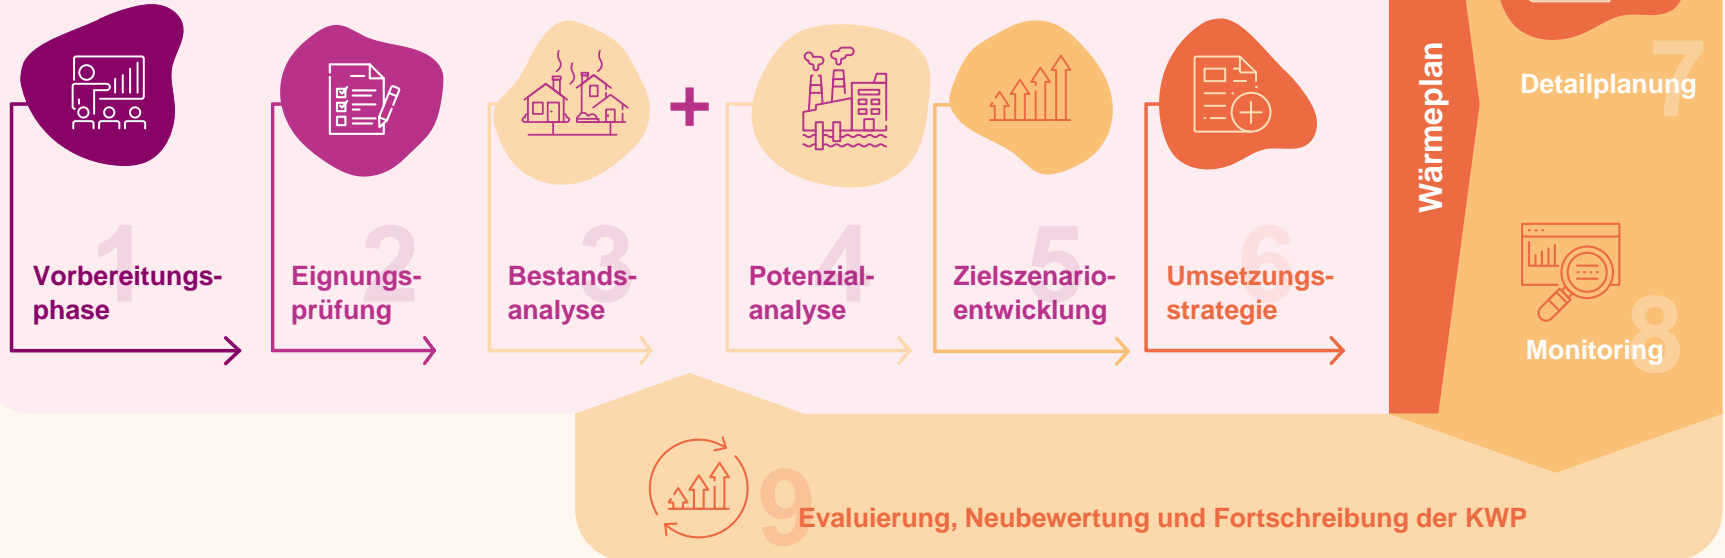 1
Vorbereitungs-
phase
2
Eignungs-
prüfung
3
Bestands-
analyse
+
4
Potenzial-
analyse
5
Zielszenario-
entwicklung
6
Umsetzungs-
strategie
Wärmeplan
7
Detailplanung
8
Monitoring
9
Evaluierung, Neubewertung und Fortschreibung der KWP